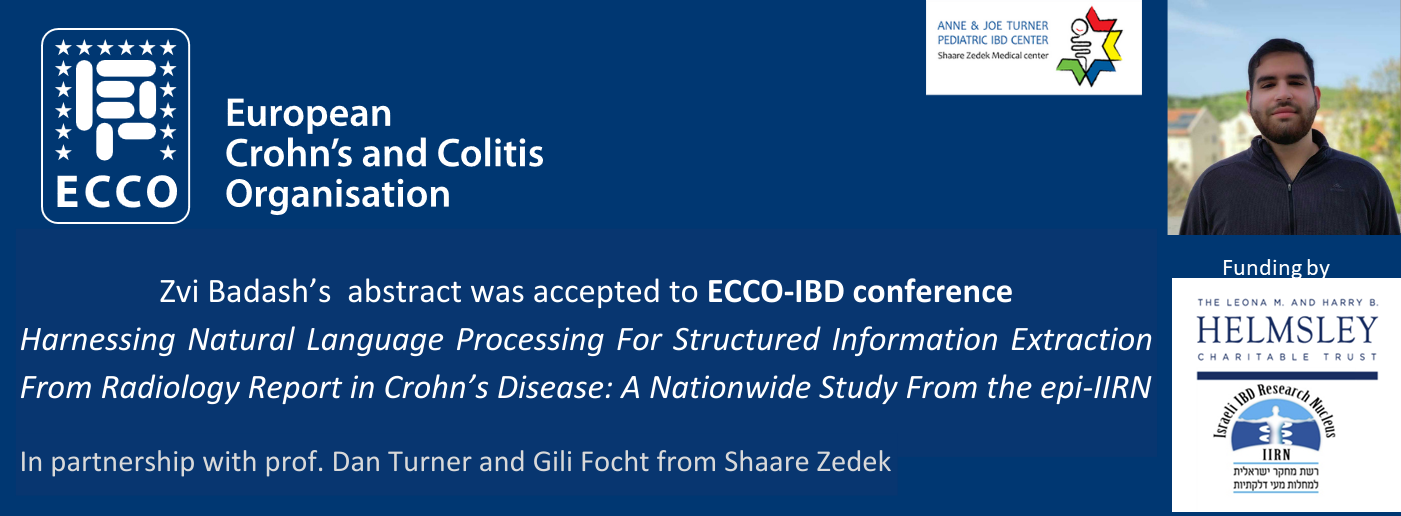 ECCO
European
Crohn's and Colitis
Organisation
ANNE & JOE TURNER
PEDIATRIC IBD CENTER
Shaare Zedek Medical center
Zvi Badash's abstract was accepted to ECCO-IBD conference
Harnessing Natural Language Processing For Structured Information Extraction
From Radiology Report in Crohn's Disease: A Nationwide Study From the epi-IIRN
In partnership with prof. Dan Turner and Gili Focht from Shaare Zedek
Funding by
THE LEONA M. AND HARRY B.
HELMSLEY
CHARITABLE TRUST
Israeli IBD Research Nucleus
IIRN
רשת מחקר ישראלית
למחלות מעי דלקתיות